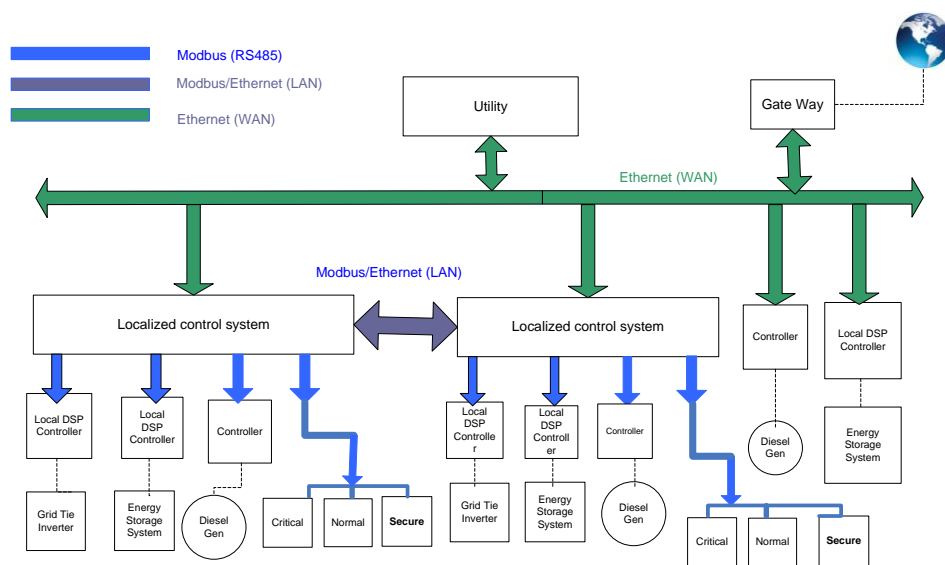 Modbus (RS485)
Modbus/Ethernet (LAN)
Ethernet (WAN)
Utility
Gate Way
Ethernet (WAN)
Modbus/Ethernet (LAN)
Localized control system
Localized control system
Controller
Local DSP
Controller
Local DSP
Controller
Local
DSP
Controller
Controller
Local
DSP
Controlle
r
Local
DSP
Controll
er
Controller
Diesel
Gen
Energy
Storage
System
Grid Tie
Inverter
Energy
Storage
System
Diesel
Gen
Critical
Normal
Secure
Grid Tie
Inverter
Energy
Storage
System
Diesel
Gen
Critical
Normal
Secure